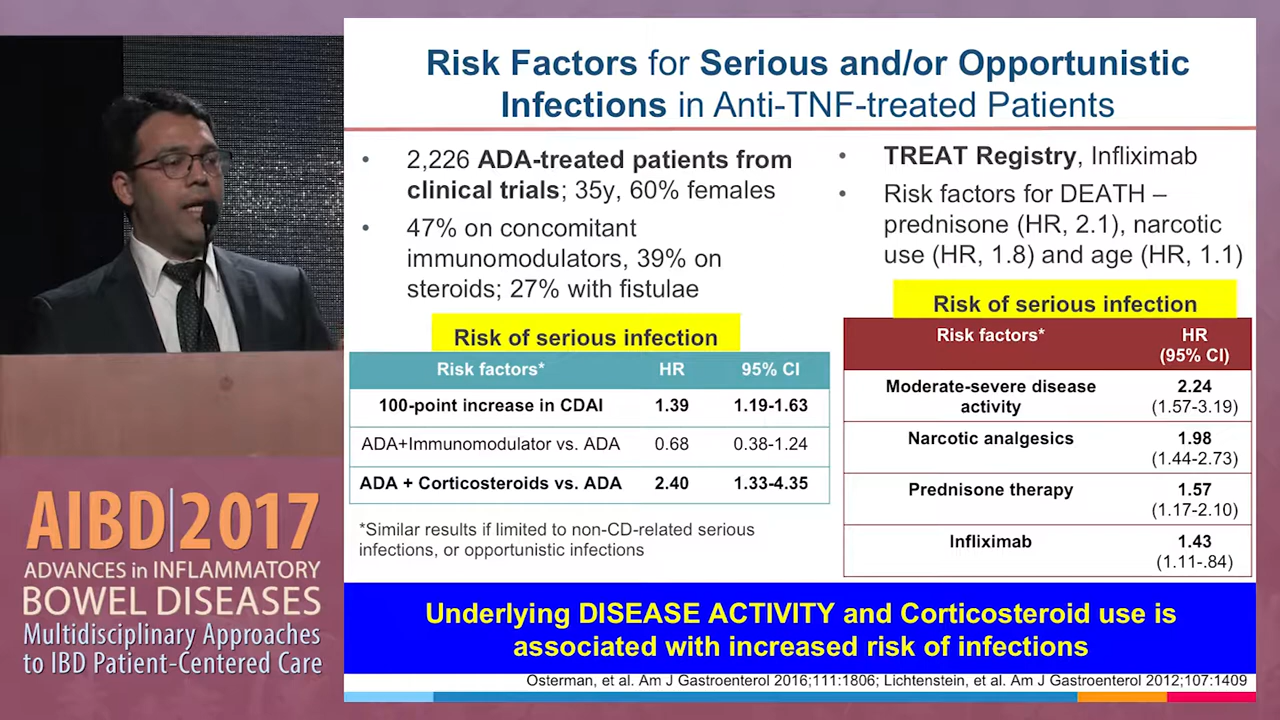 Risk Factors for Serious and/or Opportunistic
Infections in Anti-TNF-treated Patients
• 2,226 ADA-treated patients from
clinical trials; 35y, 60% females
• 47% on concomitant
immunomodulators, 39% on
steroids; 27% with fistulae
Risk of serious infection
Risk factors* HR 95% CI
100-point increase in CDAI 1.39 1.19-1.63
ADA+Immunomodulator vs. ADA 0.68 0.38-1.24
ADA + Corticosteroids vs. ADA 2.40 1.33-4.35
*Similar results if limited to non-CD-related serious
infections, or opportunistic infections
• TREAT Registry, Infliximab
• Risk factors for DEATH –
prednisone (HR, 2.1), narcotic
use (HR, 1.8) and age (HR, 1.1)
Risk of serious infection
Risk factors* HR
(95% CI)
Moderate-severe disease 2.24
activity (1.57-3.19)
Narcotic analgesics 1.98
(1.44-2.73)
Prednisone therapy 1.57
(1.17-2.10)
Infliximab 1.43
(1.11-.84)
Underlying DISEASE ACTIVITY and Corticosteroid use is
associated with increased risk of infections
Osterman, et al. Am J Gastroenterol 2016;111:1806; Lichtenstein, et al. Am J Gastroenterol 2012;107:1409
AIBD|2017
ADVANCES in INFLAMMATORY
BOWEL DISEASES
Multidisciplinary Approaches
to IBD Patient-Centered Care